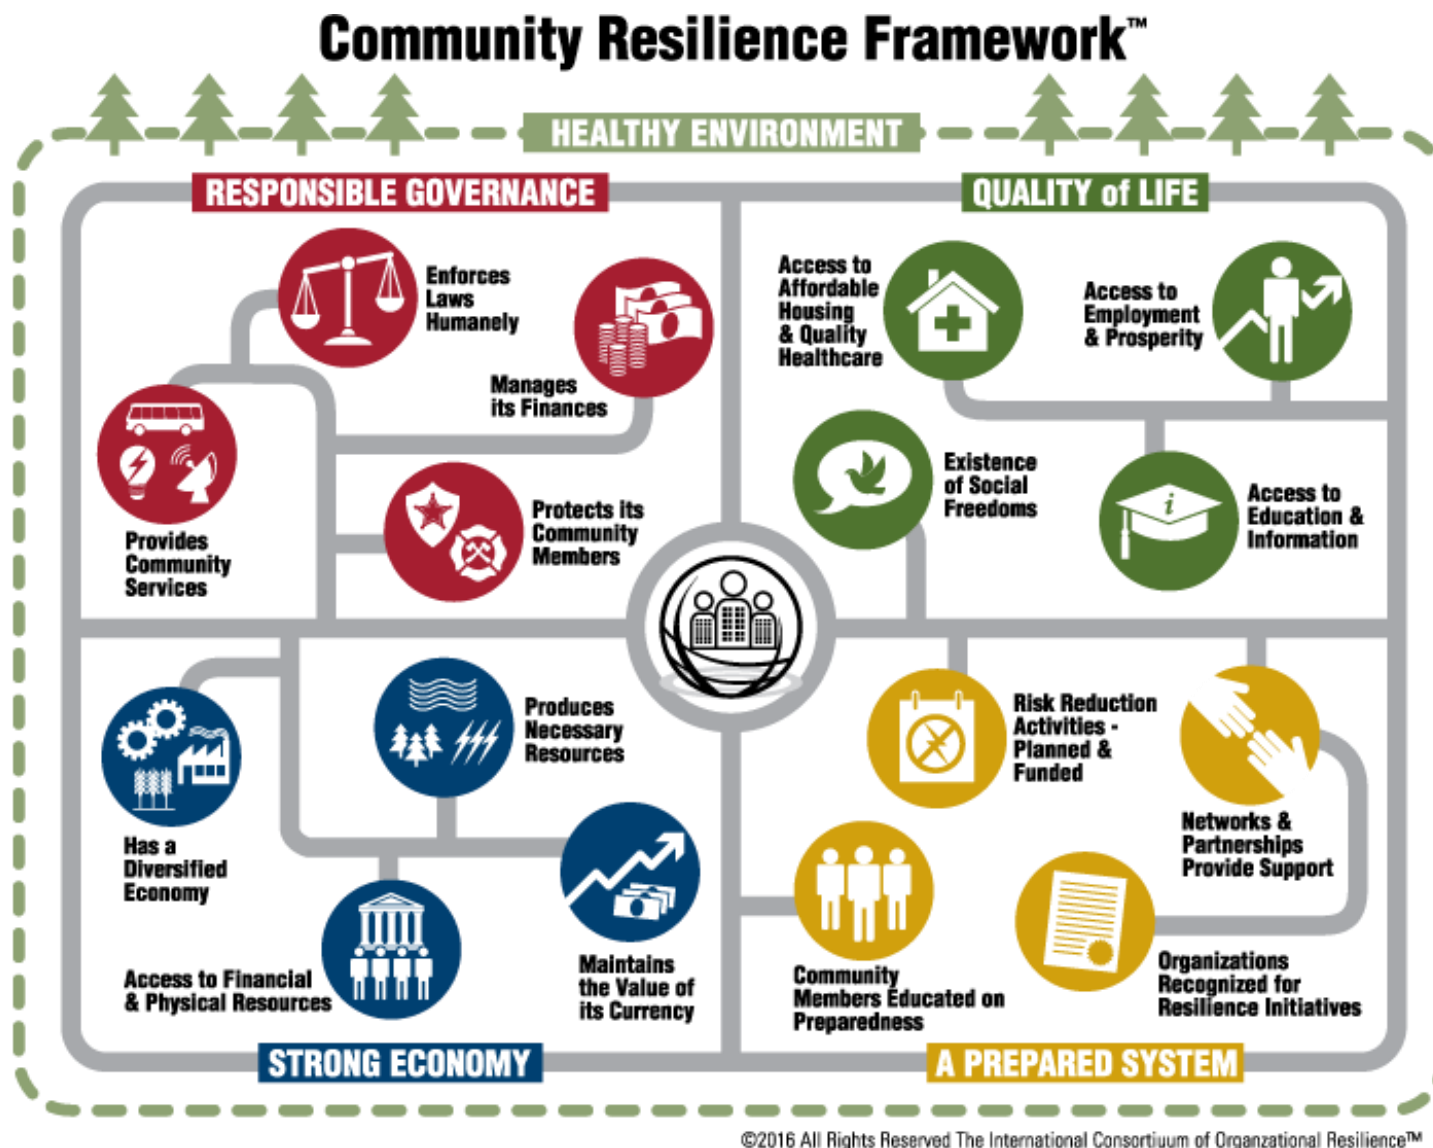 Community Resilience Framework™
HEALTHY ENVIRONMENT
RESPONSIBLE GOVERNANCE
Enforces
Laws
Humanely
Manages
its Finances
Provides
Community
Services
Protects its
Community
Members
QUALITY of LIFE
Access to
Affordable
Housing
& Quality
Healthcare
Access to
Employment
& Prosperity
Existence
of Social
Freedoms
i
Access to
Education &
Information
Has a
Diversified
Economy
Produces
Necessary
Resources
Access to Financial
& Physical Resources
Maintains
the Value of
its Currency
STRONG ECONOMY
Risk Reduction
Activities -
Planned &
Funded
Networks &
Partnerships
Provide Support
Community
Members Educated on
Preparedness
Organizations
Recognized for
Resilience Initiatives
A PREPARED SYSTEM
©2016 All Rights Reserved The International Consortiuum of Organzational Resilience™